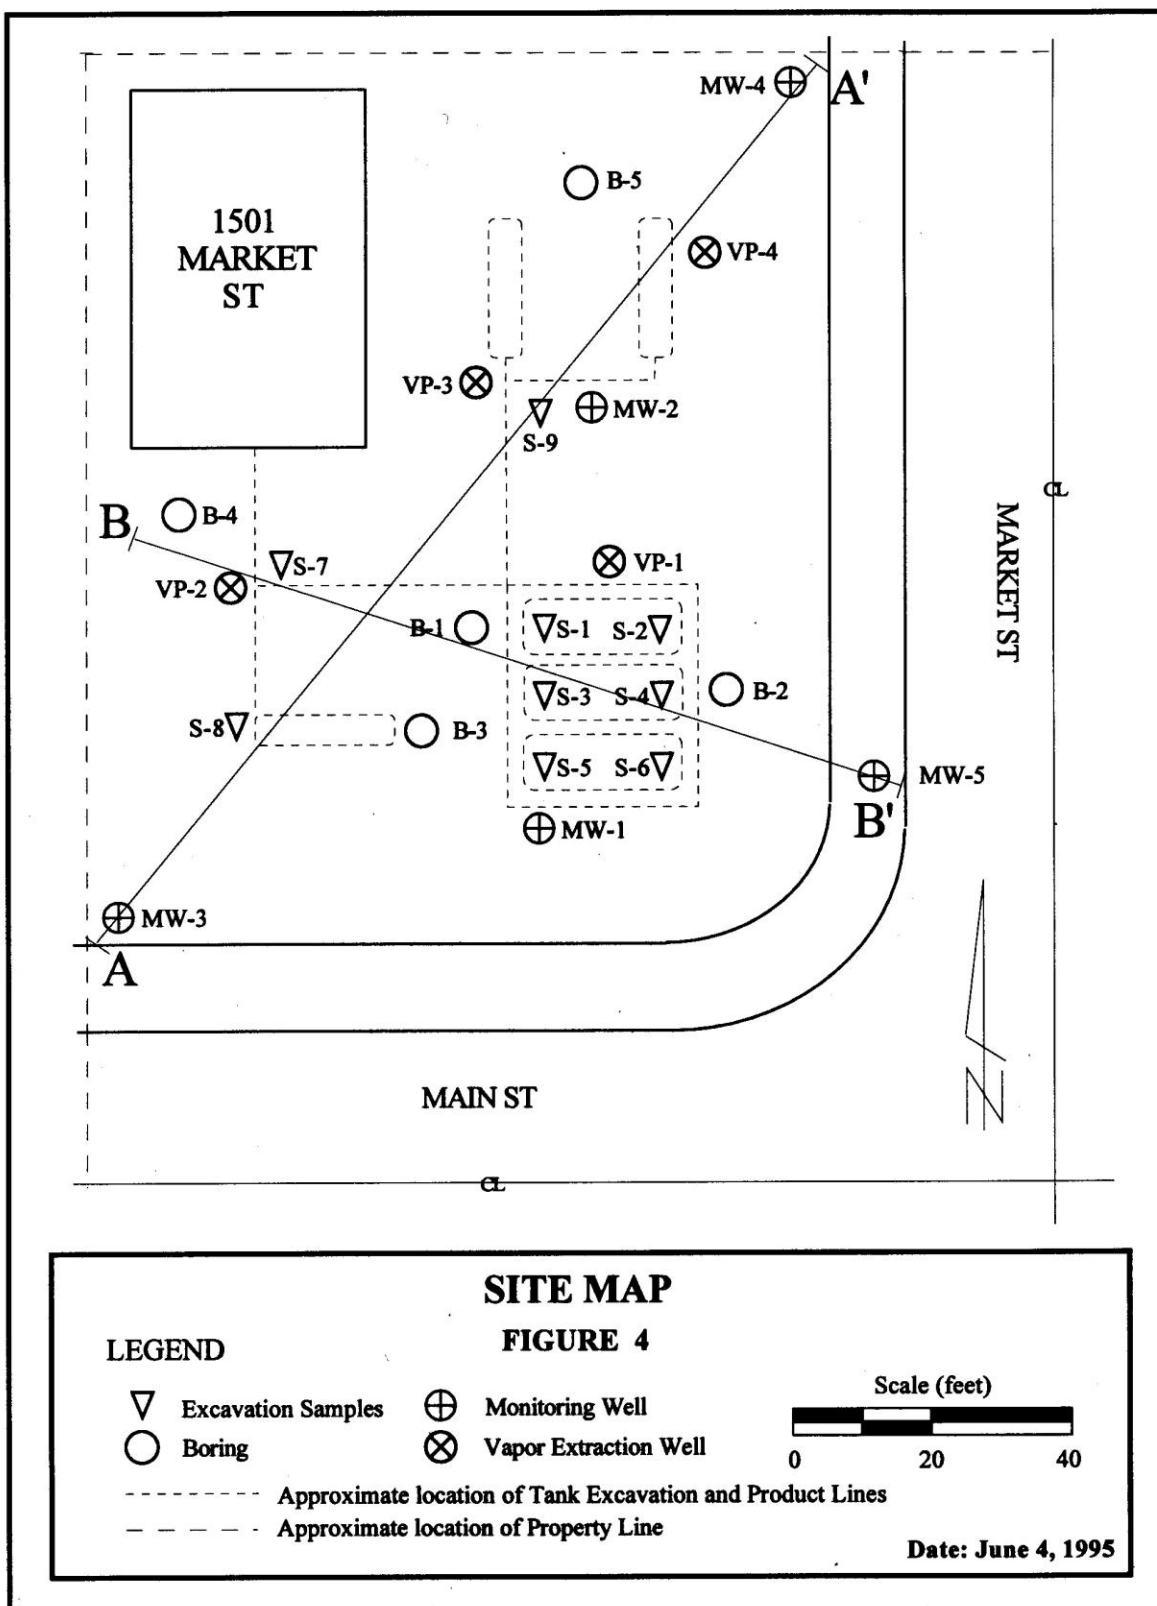 MW-4
A'
B-5
1501
MARKET
ST
VP-4
VP-3
MW-2
S-9
B
B-4
S-7
VP-1
VP-2
B-1
S-1 S-2
S-3 S-4
B-2
S-8
B-3
S-5 S-6
MW-5
B'
MW-1
MW-3
A
MARKET ST
CL
N
MAIN ST
CL
SITE MAP
FIGURE 4
LEGEND
Excavation Samples
Monitoring Well
Boring
Vapor Extraction Well
Scale (feet)
0 20 40
Approximate location of Tank Excavation and Product Lines
Approximate location of Property Line
Date: June 4, 1995